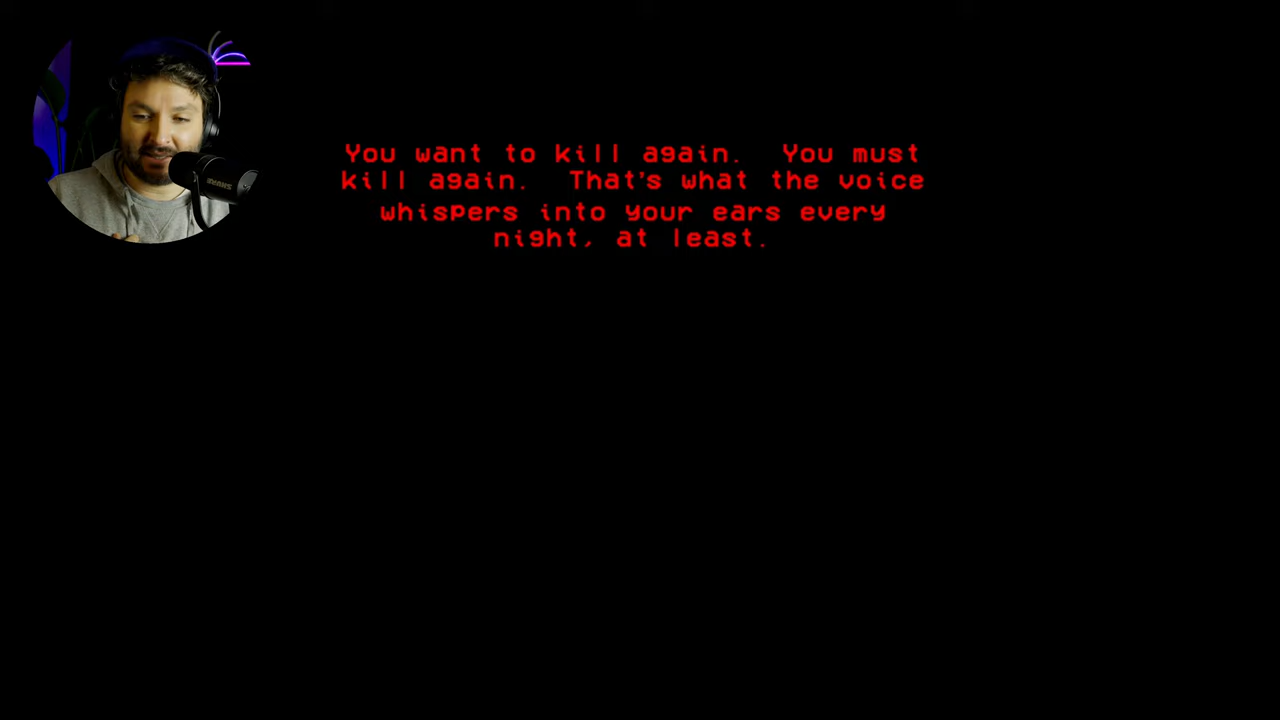 You want to kill again.  You must
kill again.  That's what the voice
whispers into your ears every
night, at least.